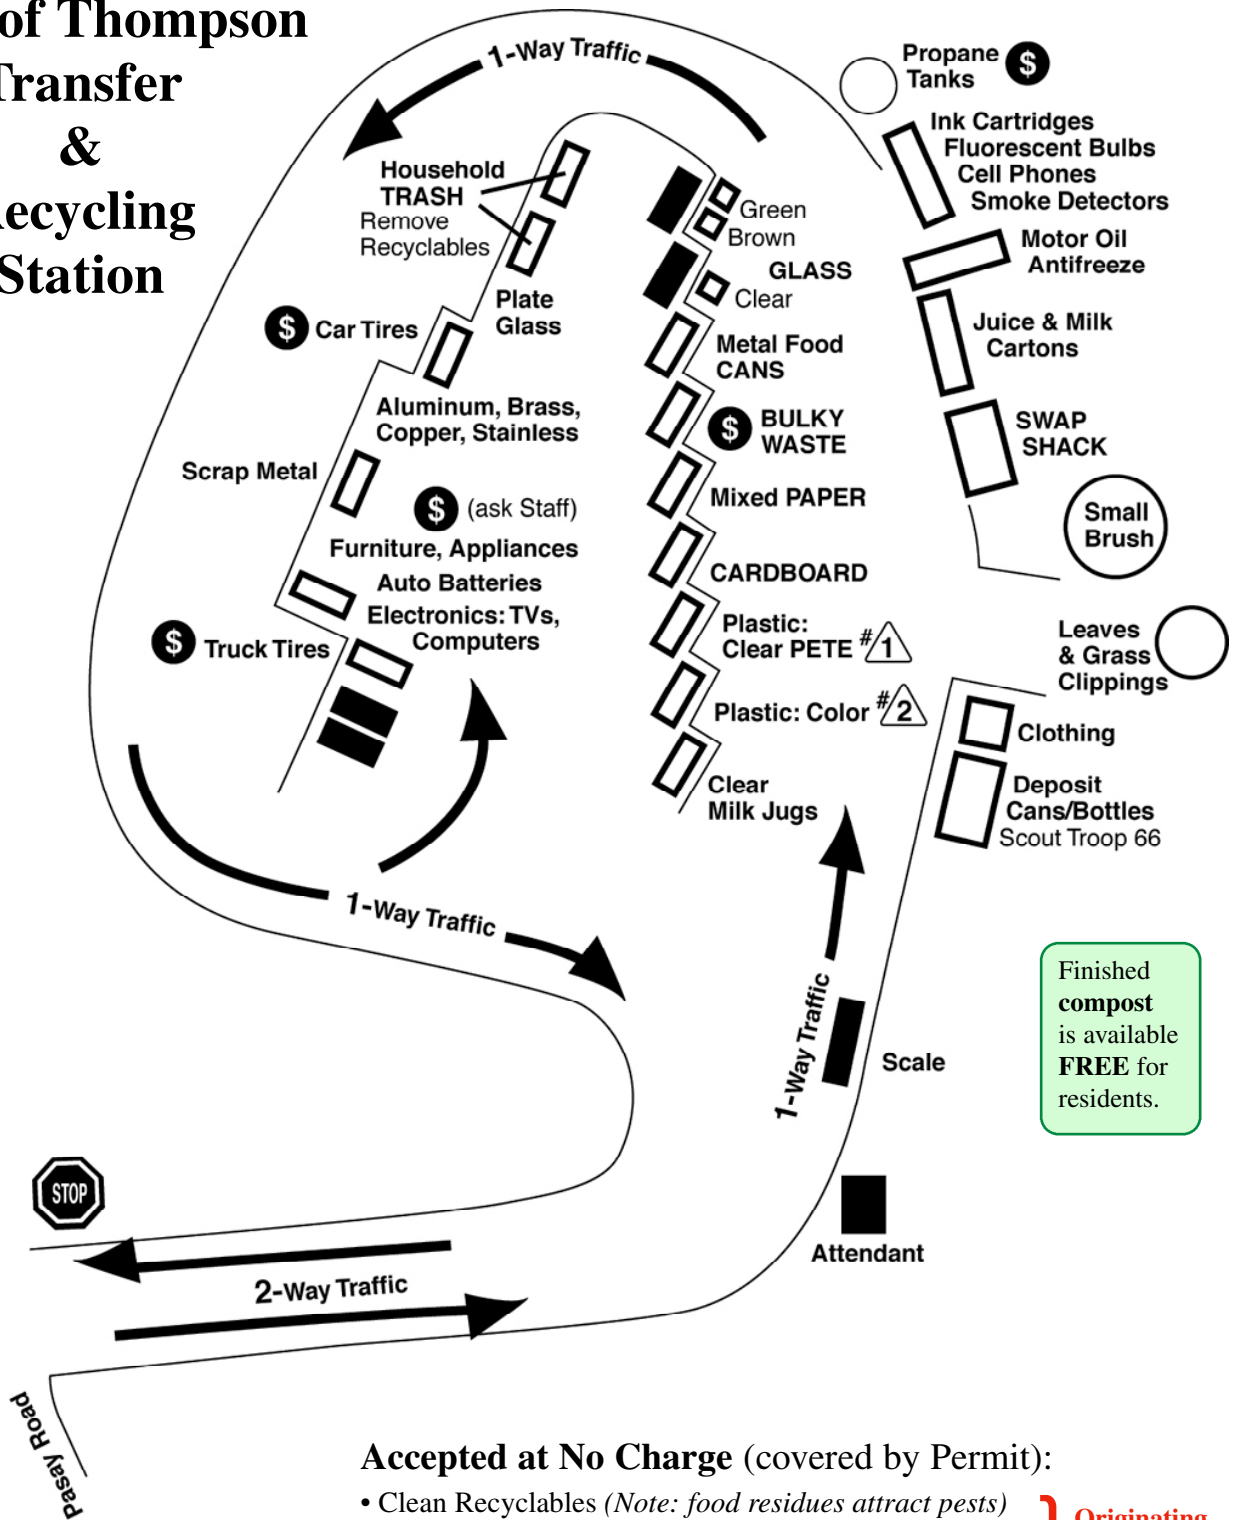 of Thompson
Transfer
&
Recycling
Station
1-Way Traffic
Propane
Tanks
$
Ink Cartridges
Fluorescent Bulbs
Cell Phones
Smoke Detectors
Household
TRASH
Remove
Recyclables
Green
Brown
GLASS
Clear
Motor Oil
Antifreeze
Plate
Glass
$ Car Tires
Metal Food
CANS
Juice & Milk
Cartons
Aluminum, Brass,
Copper, Stainless
$ BULKY
WASTE
SWAP
SHACK
Scrap Metal
Mixed PAPER
$ (ask Staff)
Small
Brush
Furniture, Appliances
Auto Batteries
CARDBOARD
Electronics: TVs,
Computers
$ Truck Tires
Plastic:
Clear PETE #1
Leaves
& Grass
Clippings
Plastic: Color #2
Clothing
Clear
Milk Jugs
Deposit
Cans/Bottles
Scout Troop 66
1-Way Traffic
1-Way Traffic
Scale
Finished
compost
is available
FREE for
residents.
STOP
Attendant
2-Way Traffic
Pasay Road
Accepted at No Charge (covered by Permit):
• Clean Recyclables (Note: food residues attract pests)
Originating